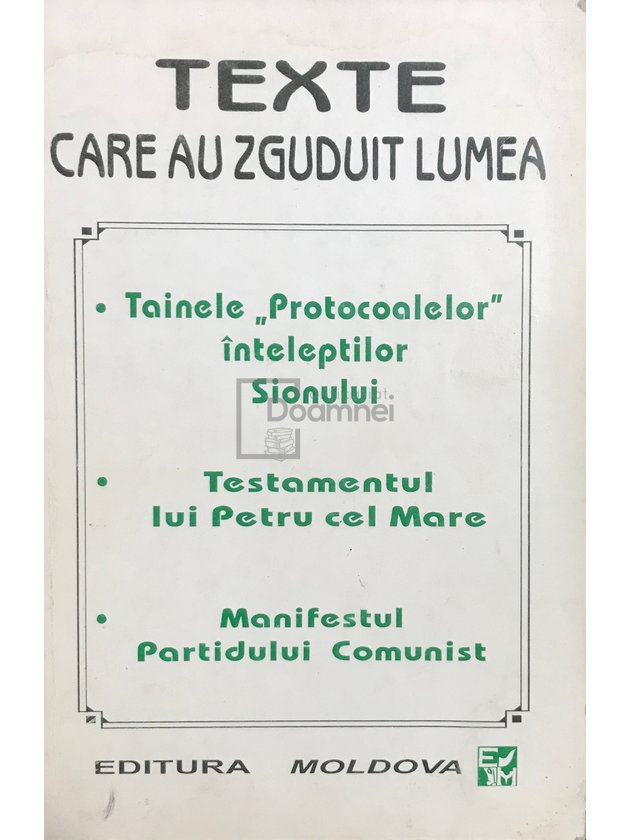 TEXTE
CARE AU ZGUDUIT LUMEA
• Tainele „Protocoalelor”
înteleptilor
Sionului
Doamnei
• Testamentul
lui Petru cel Mare
• Manifestul
Partidului Comunist
EDITURA MOLDOVA
E M